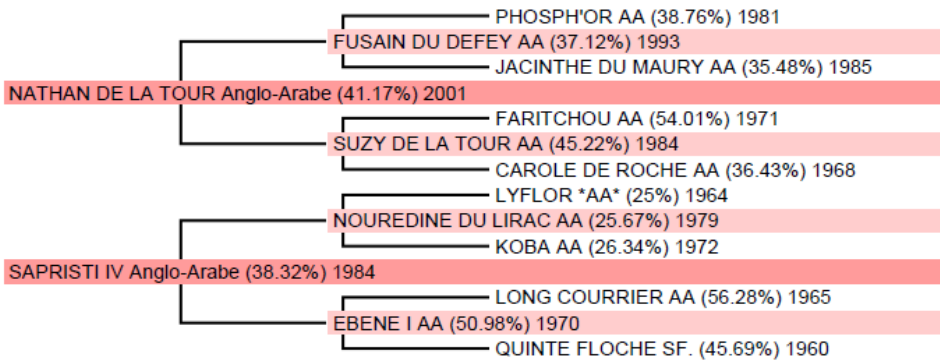 PHOSPH'OR AA (38.76%) 1981
FUSAIN DU DEFEY AA (37.12%) 1993
JACINTHE DU MAURY AA (35.48%) 1985
NATHAN DE LA TOUR Anglo-Arabe (41.17%) 2001
FARITCHOU AA (54.01%) 1971
SUZY DE LA TOUR AA (45.22%) 1984
CAROLE DE ROCHE AA (36.43%) 1968
LYFLOR *AA* (25%) 1964
NOUREDINE DU LIRAC AA (25.67%) 1979
KOBA AA (26.34%) 1972
SAPRISTI IV Anglo-Arabe (38.32%) 1984
LONG COURRIER AA (56.28%) 1965
EBENE I AA (50.98%) 1970
QUINTE FLOCHE SF. (45.69%) 1960